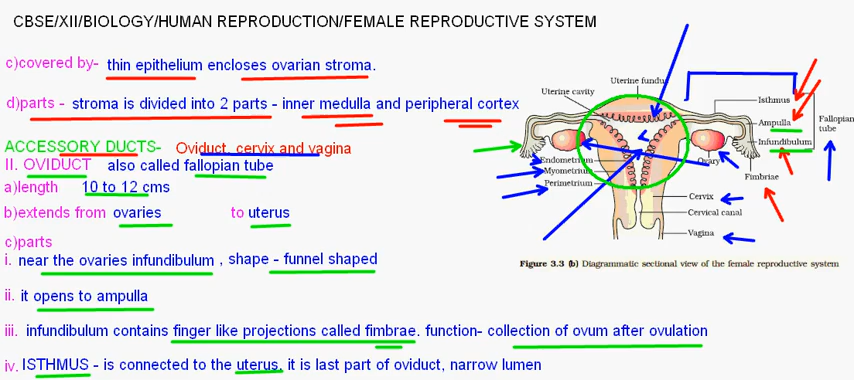 CBSE/XII/BIOLOGY/HUMAN REPRODUCTION/FEMALE REPRODUCTIVE SYSTEM
c)covered by- thin epithelium encloses ovarian stroma.
d)parts - stroma is divided into 2 parts - inner medulla and peripheral cortex
ACCESSORY DUCTS- Oviduct, cervix and vagina
II. OVIDUCT also called fallopian tube
a)length 10 to 12 cms
b)extends from ovaries to uterus
c)parts
i. near the ovaries infundibulum , shape - funnel shaped
ii. it opens to ampulla
iii. infundibulum contains finger like projections called fimbrae. function- collection of ovum after ovulation
iv. ISTHMUS - is connected to the uterus, it is last part of oviduct, narrow lumen
Uterine fundu
Uterine cavity
Isthmus
Ampulla
Infundibulum
Fallopian
tube
Endometrium
Myometrium
Perimetrium
Ovary
Fimbriae
Cervix
Cervical canal
Vagina
Figure 3.3 (b) Diagrammatic sectional view of the female reproductive system